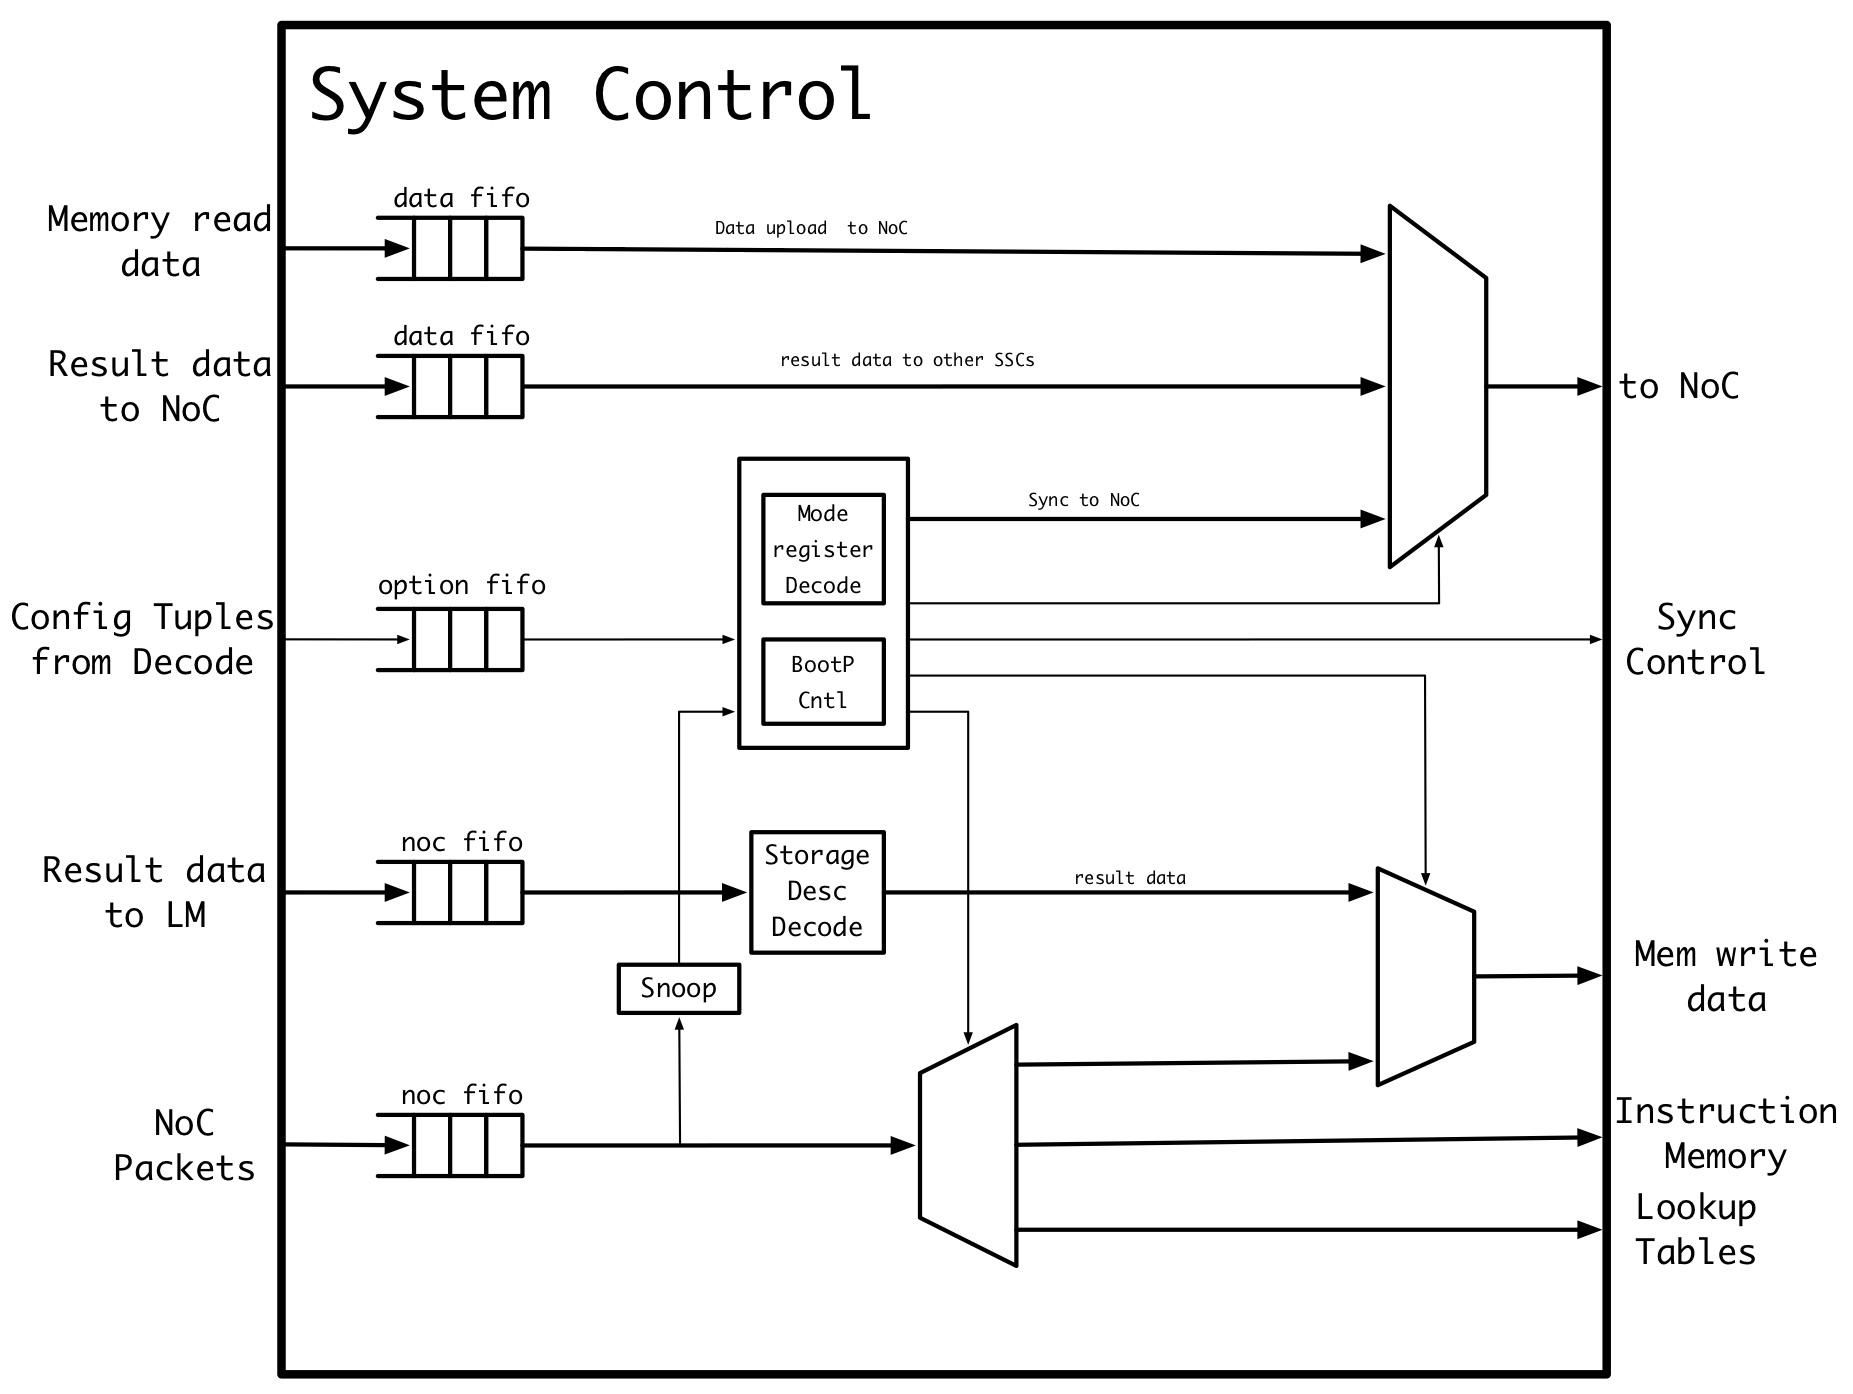 System Control
data fifo
Memory read
data
Data upload  to NoC
data fifo
Result data
to NoC
result data to other SSCs
to NoC
Mode
register
Decode
Sync to NoC
option fifo
Config Tuples
from Decode
BootP
Cntl
Sync
Control
noc fifo
Result data
to LM
Storage
Desc
Decode
result data
Snoop
Mem write
data
noc fifo
NoC
Packets
Instruction
Memory
Lookup
Tables